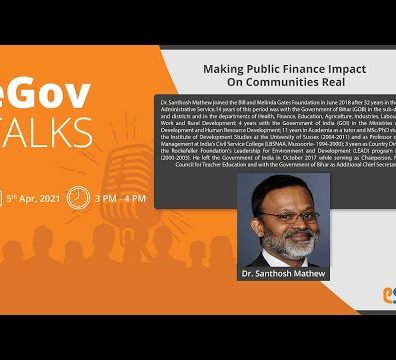 eGov
TALKS
5th Apr, 2021
3 PM - 4 PM
Making Public Finance Impact
On Communities Real
Dr. Santhosh Mathew joined the Bill and Melinda Gates Foundation in June 2018 after 32 years in the
Administrative Service.14 years of this period was with the Government of Bihar (GOB) in the sub-d
and districts and in the departments of Health, Finance, Education, Agriculture, Industries, Labou
Work and Rural Development; 4 years with the Government of India (GOI) in the Ministries o
Development and Human Resource Development; 11 years in Academia as a tutor and MSc/PhD stu
the Institute of Development Studies at the University of Sussex (2004-2011) and as Professor o
Management at India's Civil Service College (LBSNAA, Mussoorie- 1994-2000); 3 years as Country Dire
the Rockefeller Foundation's Leadership for Environment and Development (LEAD) program i
(2000-2003). He left the Government of India in October 2017 while serving as Chairperson, N
Council for Teacher Education and with the Government of Bihar as Additional Chief Secretar
Dr. Santhosh Mathew